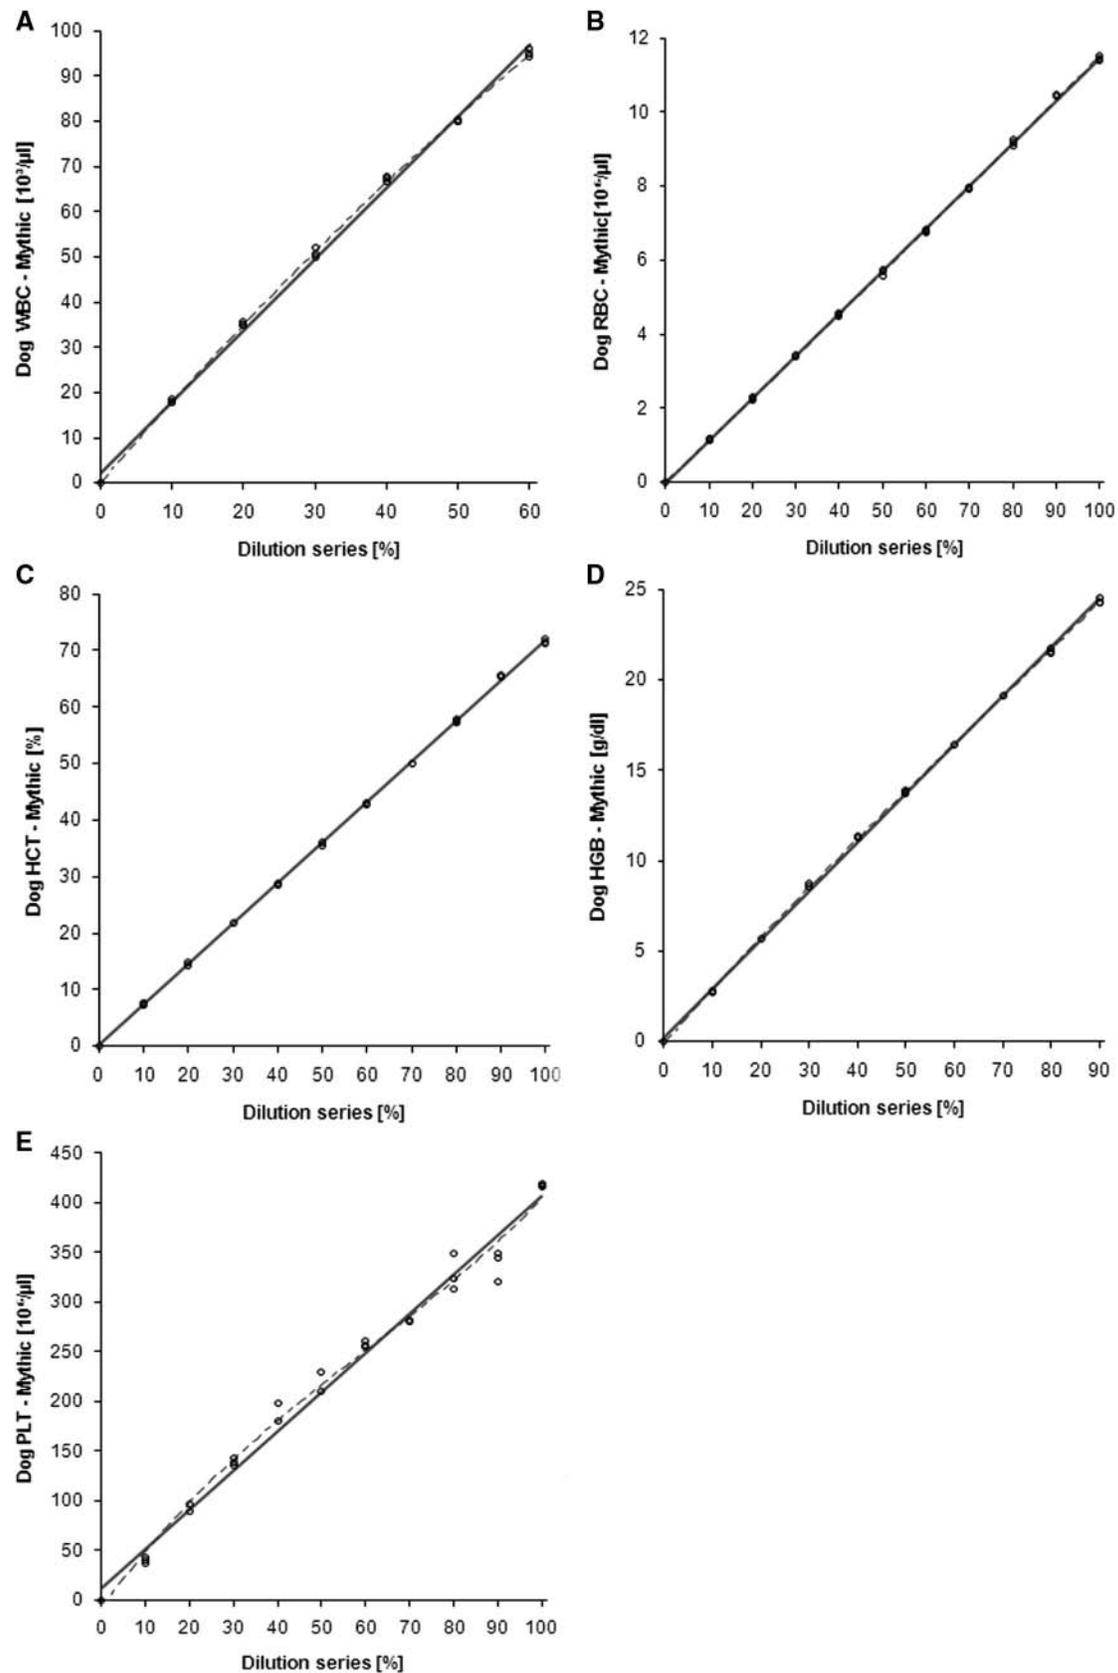 A
100
90
80
70
60
50
40
30
20
10
0
Dog WBC - Mythic [10³/µl]
0 10 20 30 40 50 60
Dilution series [%]
B
12
10
8
6
4
2
0
Dog RBC - Mythic[10⁶/µl]
0 10 20 30 40 50 60 70 80 90 100
Dilution series [%]
C
80
70
60
50
40
30
20
10
0
Dog HCT - Mythic [%]
0 10 20 30 40 50 60 70 80 90 100
Dilution series [%]
D
25
20
15
10
5
0
Dog HGB - Mythic [g/dl]
0 10 20 30 40 50 60 70 80 90
Dilution series [%]
E
450
400
350
300
250
200
150
100
50
0
Dog PLT - Mythic
0 10 20 30 40 50 60 70 80 90 100
Dilution series [%]